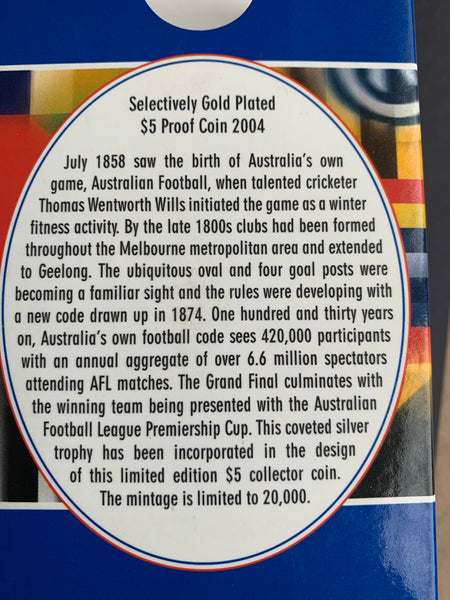 Selectively Gold Plated
$5 Proof Coin 2004
July 1858 saw the birth of Australia's own
game, Australian Football, when talented cricketer
Thomas Wentworth Wills initiated the game as a winter
fitness activity. By the late 1800s clubs had been formed
throughout the Melbourne metropolitan area and extended
to Geelong. The ubiquitous oval and four goal posts were
becoming a familiar sight and the rules were developing with
a new code drawn up in 1874. One hundred and thirty years
on, Australia's own football code sees 420,000 participants
with an annual aggregate of over 6.6 million spectators
attending AFL matches. The Grand Final culminates with
the winning team being presented with the Australian
Football League Premiership Cup. This coveted silver
trophy has been incorporated in the design
of this limited edition $5 collector coin.
The mintage is limited to 20,000.